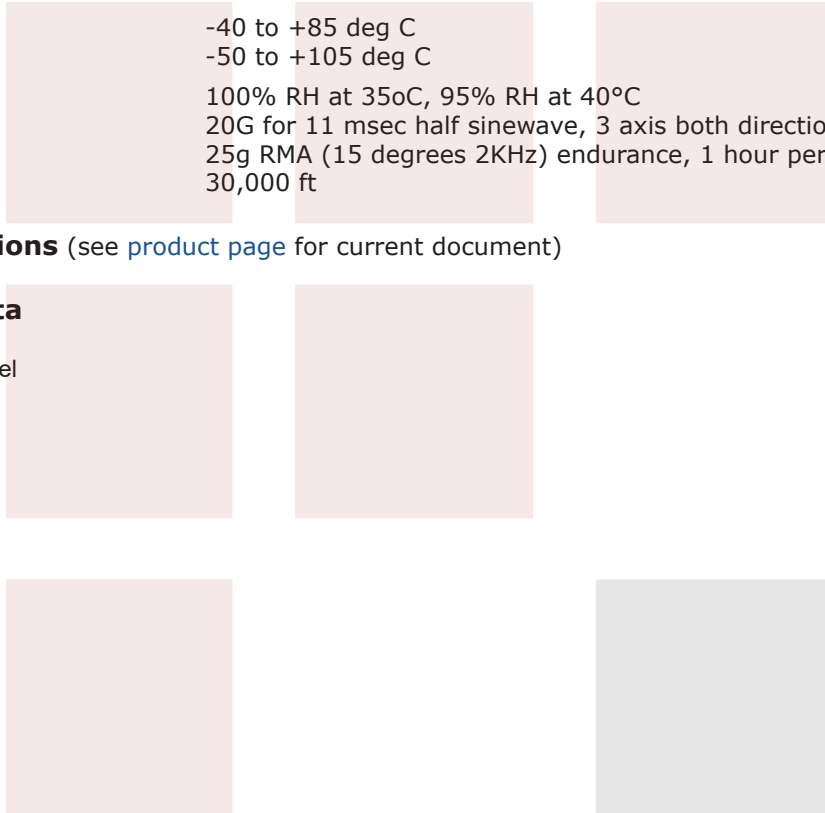 -40 to +85 deg C
-50 to +105 deg C
100% RH at 35oC, 95% RH at 40°C
20G for 11 msec half sinewave, 3 axis both directio
25g RMA (15 degrees 2KHz) endurance, 1 hour per
30,000 ft
ions (see product page for current document)
ta
el